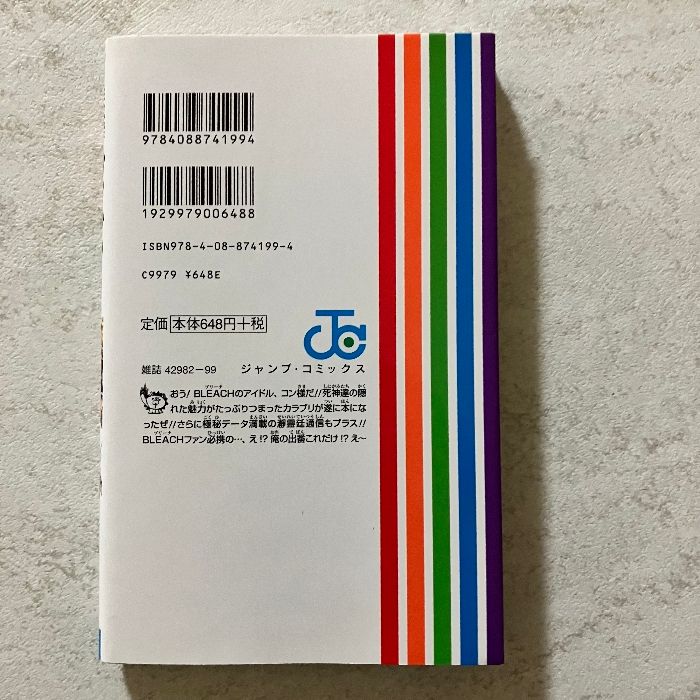 9784088741994
1929979006488
ISBN978-4-08-874199-4
C9979 ¥648E
定価 本体648円+税
JC
雑誌 42982-99 ジャンプ・コミックス
おう! BLEACHのアイドル、コン様だ!!死神達の隠
れた魅力がたっぷりつまったカラブリが遂に本にな
ったぜ!!さらに極秘データ満載の瀞霊廷通信もプラス!!
BLEACHファン必携の…、え!?俺の出番これだけ!?え〜